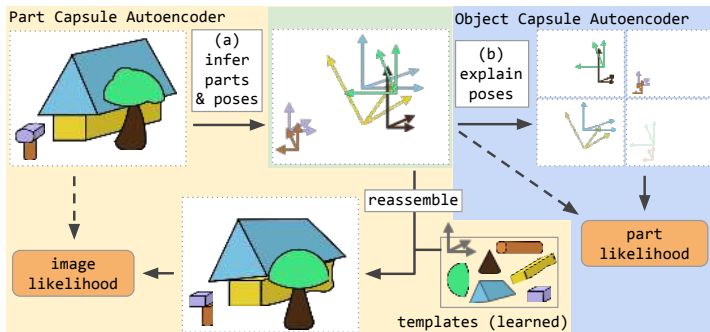 Part Capsule Autoencoder
Object Capsule Autoencoder
(a)
infer
parts
& poses
(b)
explain
poses
reassemble
image
likelihood
part
likelihood
templates (learned)